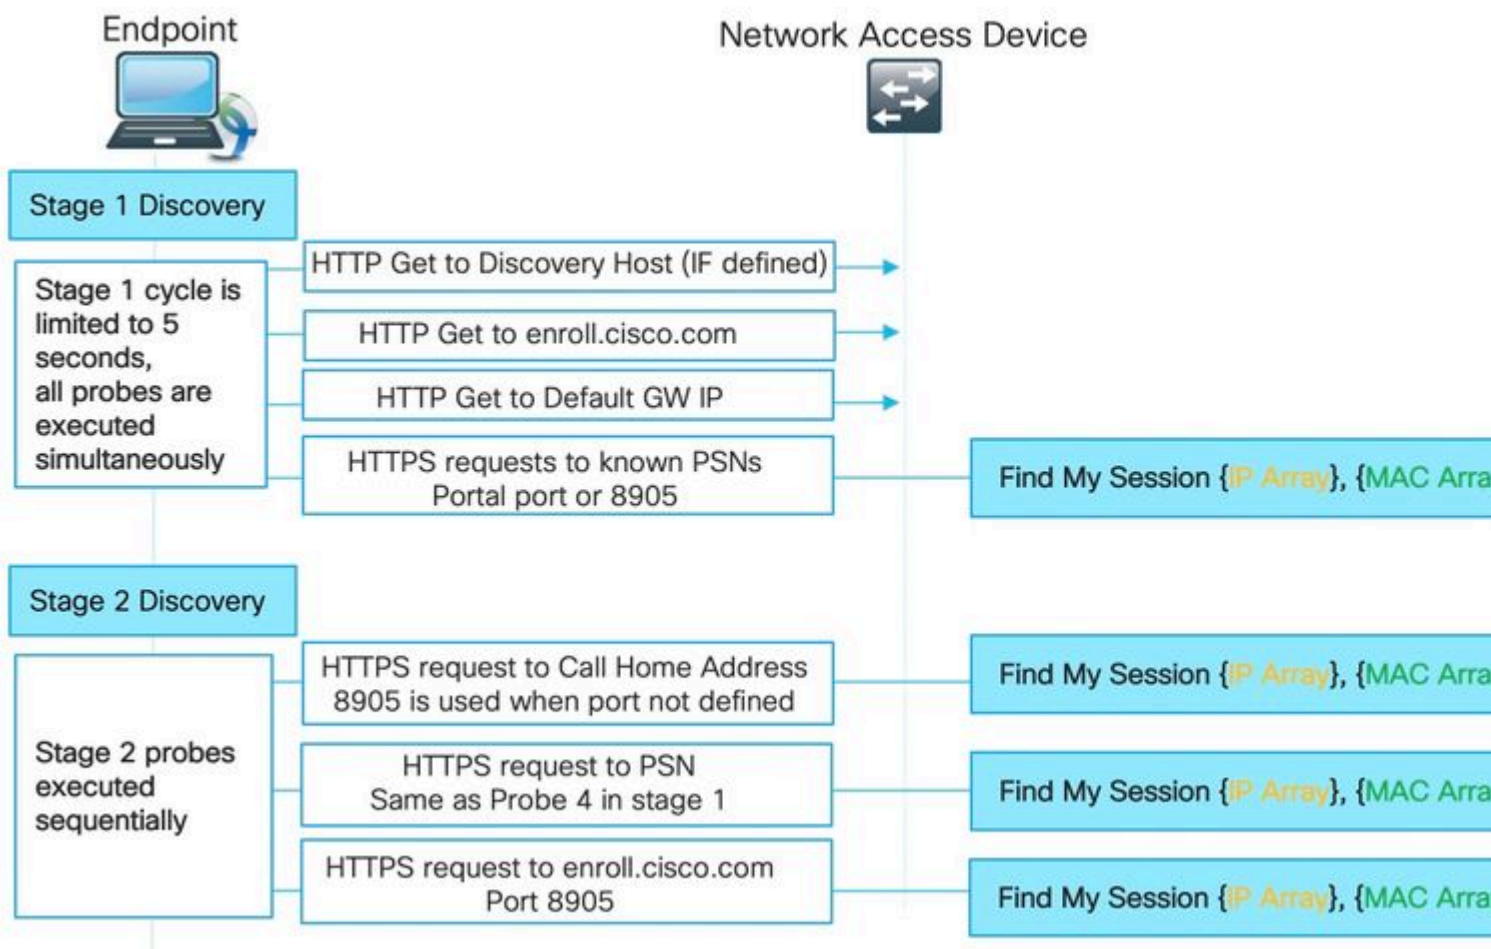 Endpoint
Network Access Device
Stage 1 Discovery
Stage 1 cycle is
limited to 5
seconds,
all probes are
executed
simultaneously
HTTP Get to Discovery Host (IF defined)
HTTP Get to enroll.cisco.com
HTTP Get to Default GW IP
HTTPS requests to known PSNs
Portal port or 8905
Find My Session {IP Array}, {MAC Arra
Stage 2 Discovery
Stage 2 probes
executed
sequentially
HTTPS request to Call Home Address
8905 is used when port not defined
Find My Session {IP Array}, {MAC Arra
HTTPS request to PSN
Same as Probe 4 in stage 1
Find My Session {IP Array}, {MAC Arra
HTTPS request to enroll.cisco.com
Port 8905
Find My Session {IP Array}, {MAC Arra